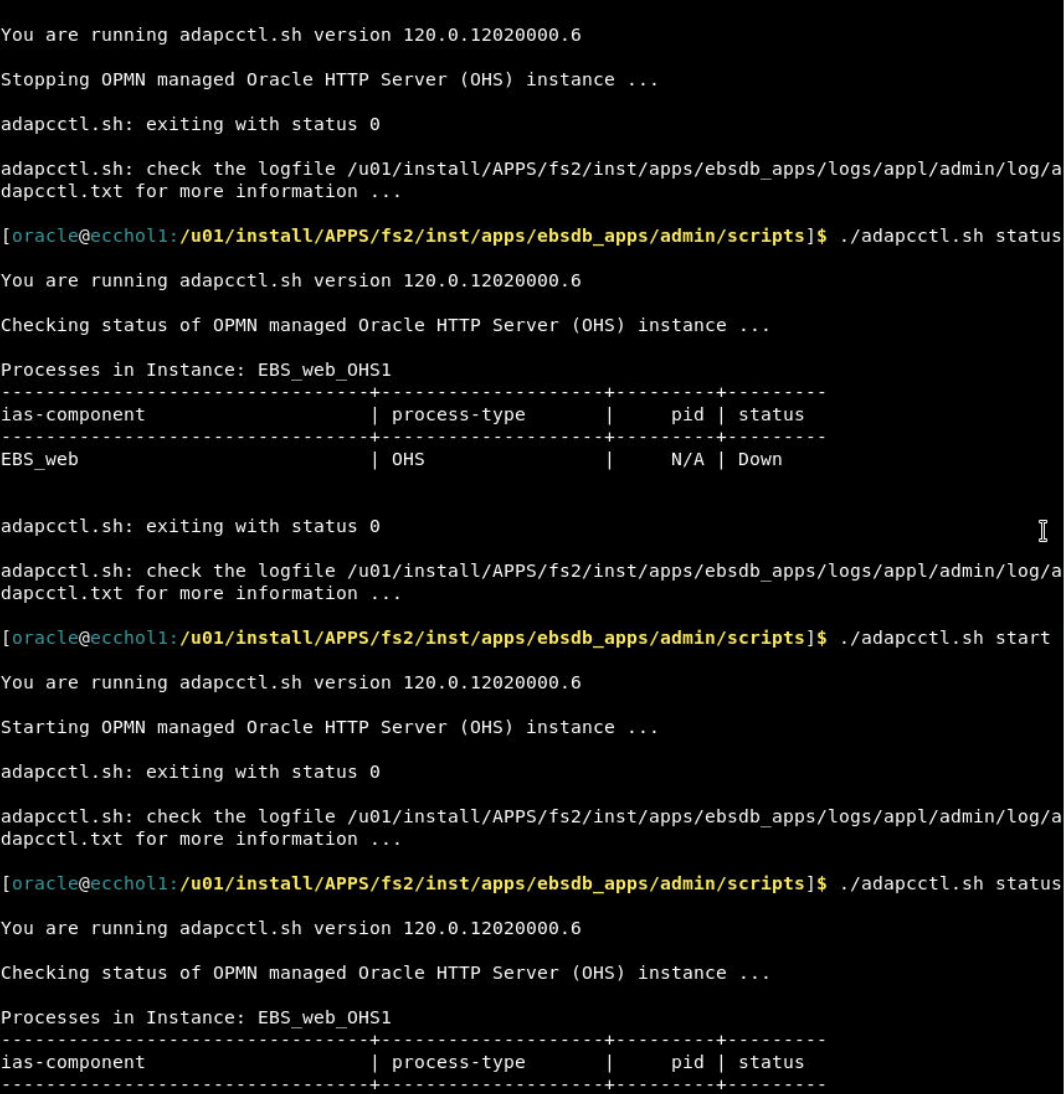 You are running adapcctl.sh version 120.0.12020000.6
Stopping OPMN managed Oracle HTTP Server (OHS) instance ...
adapcctl.sh: exiting with status 0
adapcctl.sh: check the logfile /u01/install/APPS/fs2/inst/apps/ebsdb_apps/logs/appl/admin/log/a
dapcctl.txt for more information ...
[oracle@ecchol1:/u01/install/APPS/fs2/inst/apps/ebsdb_apps/admin/scripts]$ ./adapcctl.sh status
You are running adapcctl.sh version 120.0.12020000.6
Checking status of OPMN managed Oracle HTTP Server (OHS) instance ...
Processes in Instance: EBS_web_OHS1
---------------------------------+--------------------+---------+---------
ias-component                    | process-type       |     pid | status
---------------------------------+--------------------+---------+---------
EBS_web                          | OHS                |     N/A | Down
adapcctl.sh: exiting with status 0
adapcctl.sh: check the logfile /u01/install/APPS/fs2/inst/apps/ebsdb_apps/logs/appl/admin/log/a
dapcctl.txt for more information ...
[oracle@ecchol1:/u01/install/APPS/fs2/inst/apps/ebsdb_apps/admin/scripts]$ ./adapcctl.sh start
You are running adapcctl.sh version 120.0.12020000.6
Starting OPMN managed Oracle HTTP Server (OHS) instance ...
adapcctl.sh: exiting with status 0
adapcctl.sh: check the logfile /u01/install/APPS/fs2/inst/apps/ebsdb_apps/logs/appl/admin/log/a
dapcctl.txt for more information ...
[oracle@ecchol1:/u01/install/APPS/fs2/inst/apps/ebsdb_apps/admin/scripts]$ ./adapcctl.sh status
You are running adapcctl.sh version 120.0.12020000.6
Checking status of OPMN managed Oracle HTTP Server (OHS) instance ...
Processes in Instance: EBS_web_OHS1
---------------------------------+--------------------+---------+---------
ias-component                    | process-type       |     pid | status
---------------------------------+--------------------+---------+---------